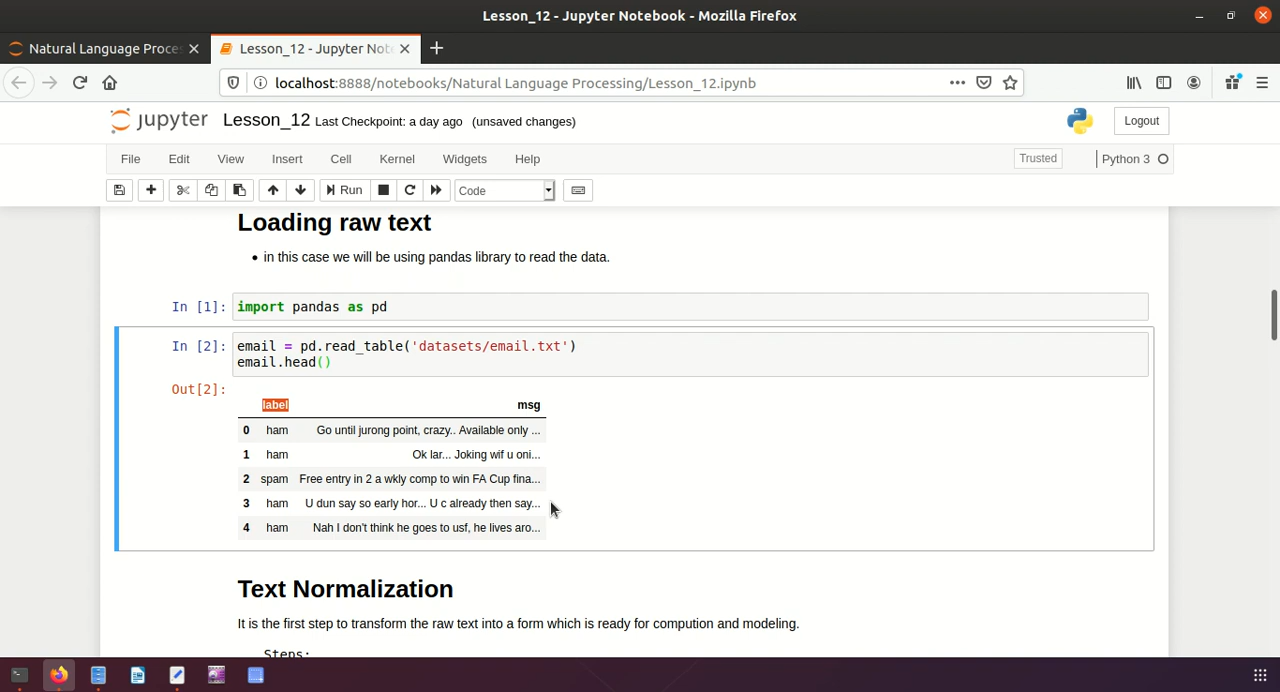 Lesson_12 - Jupyter Notebook - Mozilla Firefox
Natural Language Proce
Lesson_12 - Jupyter Not
localhost:8888/notebooks/Natural Language Processing/Lesson_12.ipynb
jupyter Lesson_12 Last Checkpoint: a day ago (unsaved changes)
Logout
File Edit View Insert Cell Kernel Widgets Help
Trusted
Python 3
Run
Code
Loading raw text
• in this case we will be using pandas library to read the data.
In [1]: import pandas as pd
In [2]: email = pd.read_table('datasets/email.txt')
email.head()
Out[2]:
label msg
0 ham Go until jurong point, crazy.. Available only ...
1 ham Ok lar... Joking wif u oni...
2 spam Free entry in 2 a wkly comp to win FA Cup fina...
3 ham U dun say so early hor... U c already then say...
4 ham Nah I don't think he goes to usf, he lives aro...
Text Normalization
It is the first step to transform the raw text into a form which is ready for compution and modeling.
Steps: